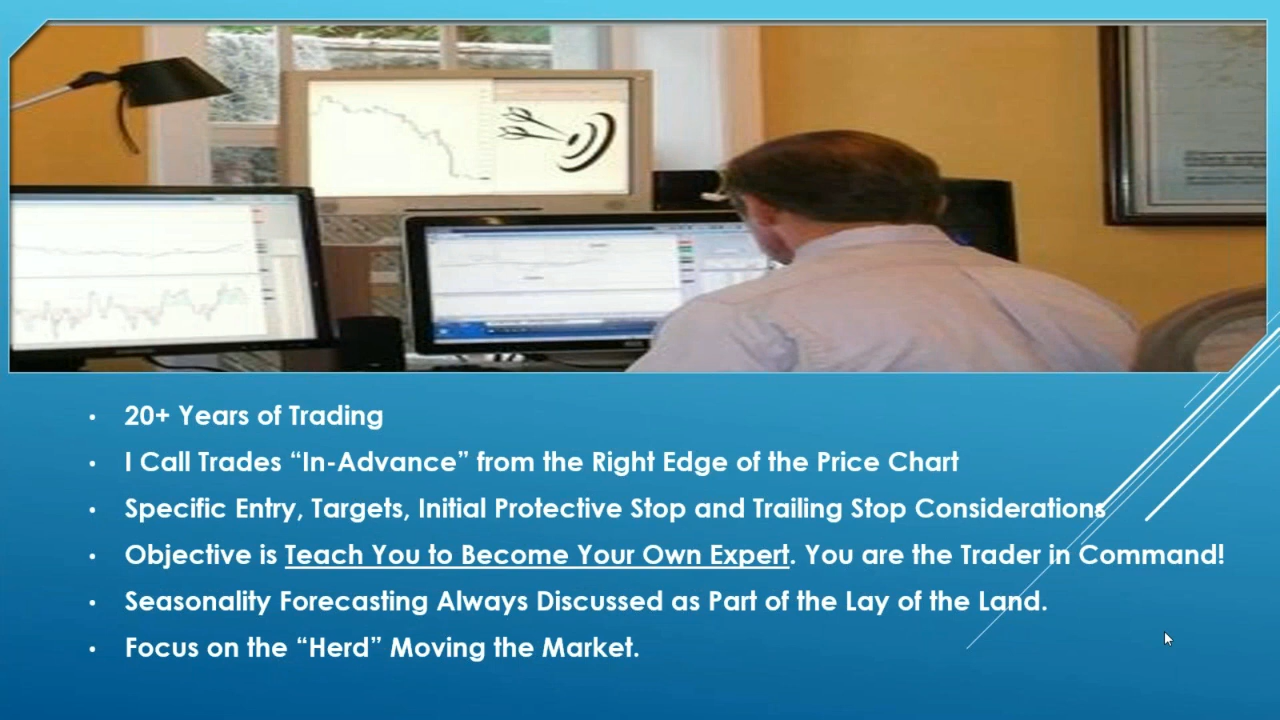 20+ Years of Trading
I Call Trades “In-Advance” from the Right Edge of the Price Chart
Specific Entry, Targets, Initial Protective Stop and Trailing Stop Considerations
Objective is Teach You to Become Your Own Expert. You are the Trader in Command!
Seasonality Forecasting Always Discussed as Part of the Lay of the Land.
Focus on the “Herd” Moving the Market.